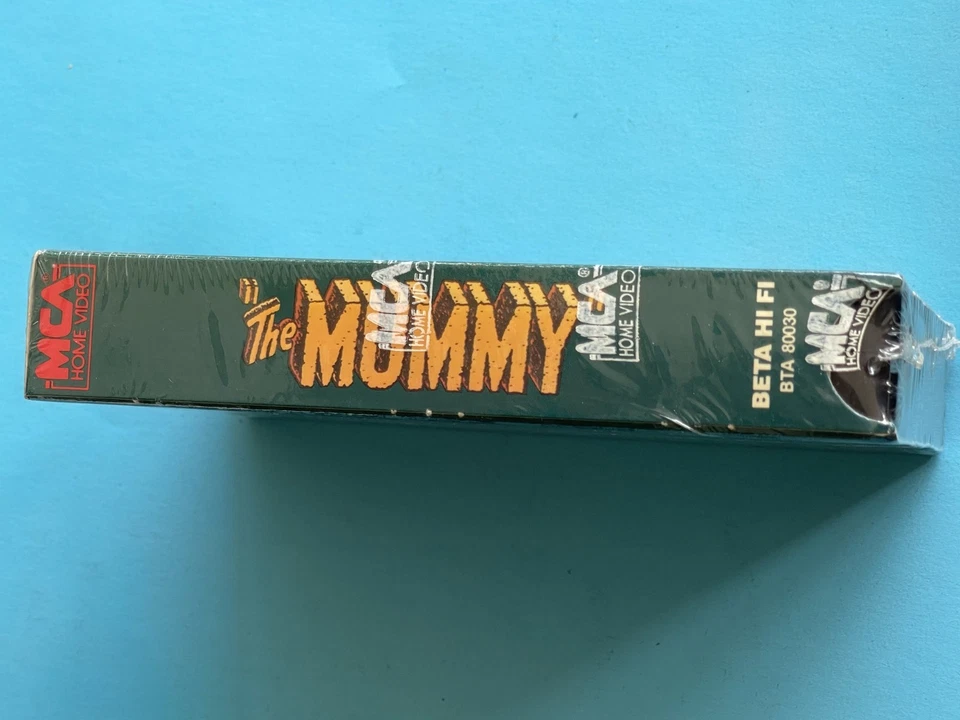 MCA
HOME VIDEO
"The
MUMMY"
MCA
HOME VIDEO
MCA®
HOME VIDEO
BETA HI FI
BTA 80030
MCA
HOME VIDEO